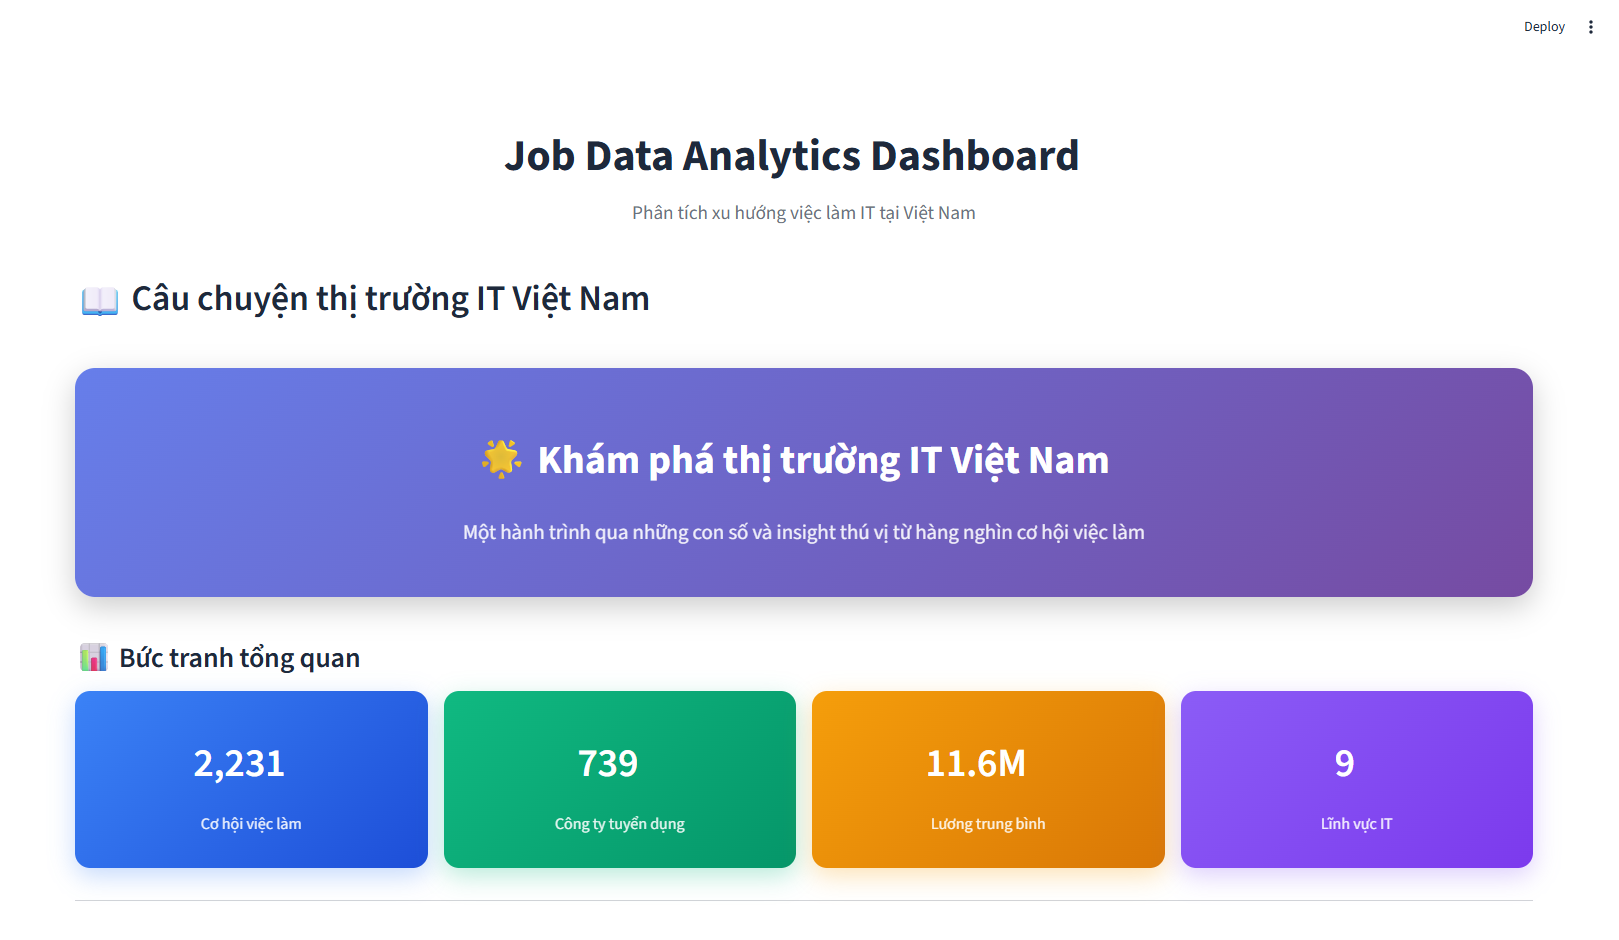 Deploy
Job Data Analytics Dashboard
Phân tích xu hướng việc làm IT tại Việt Nam
Câu chuyện thị trường IT Việt Nam
Khám phá thị trường IT Việt Nam
Một hành trình qua những con số và insight thú vị từ hàng nghìn cơ hội việc làm
Bức tranh tổng quan
2,231
Cơ hội việc làm
739
Công ty tuyển dụng
11.6M
Lương trung bình
9
Lĩnh vực IT